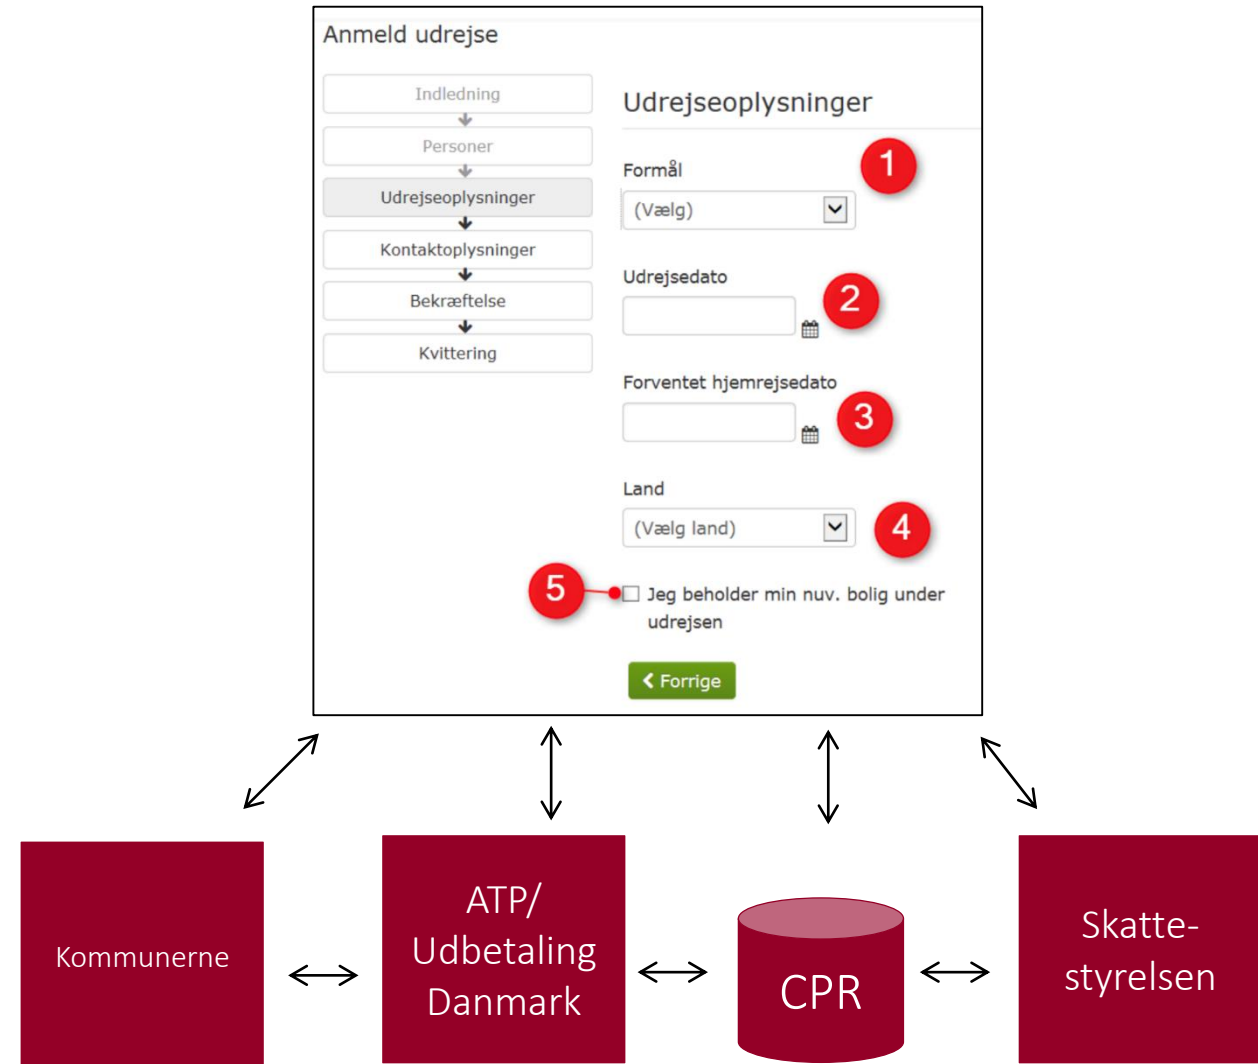 Anmeld udrejse
Indledning
Personer
Udrejseoplysninger
Kontaktoplysninger
Bekræftelse
Kvittering
Udrejseoplysninger
1
Formål
(Vælg)
Udrejsedato
2
Forventet hjemrejsedato
3
Land
(Vælg land)
4
5
Jeg beholder min nuv. bolig under
udrejsen
Forrige
Kommunerne
ATP/
Udbetaling
Danmark
CPR
Skatte-
styrelsen